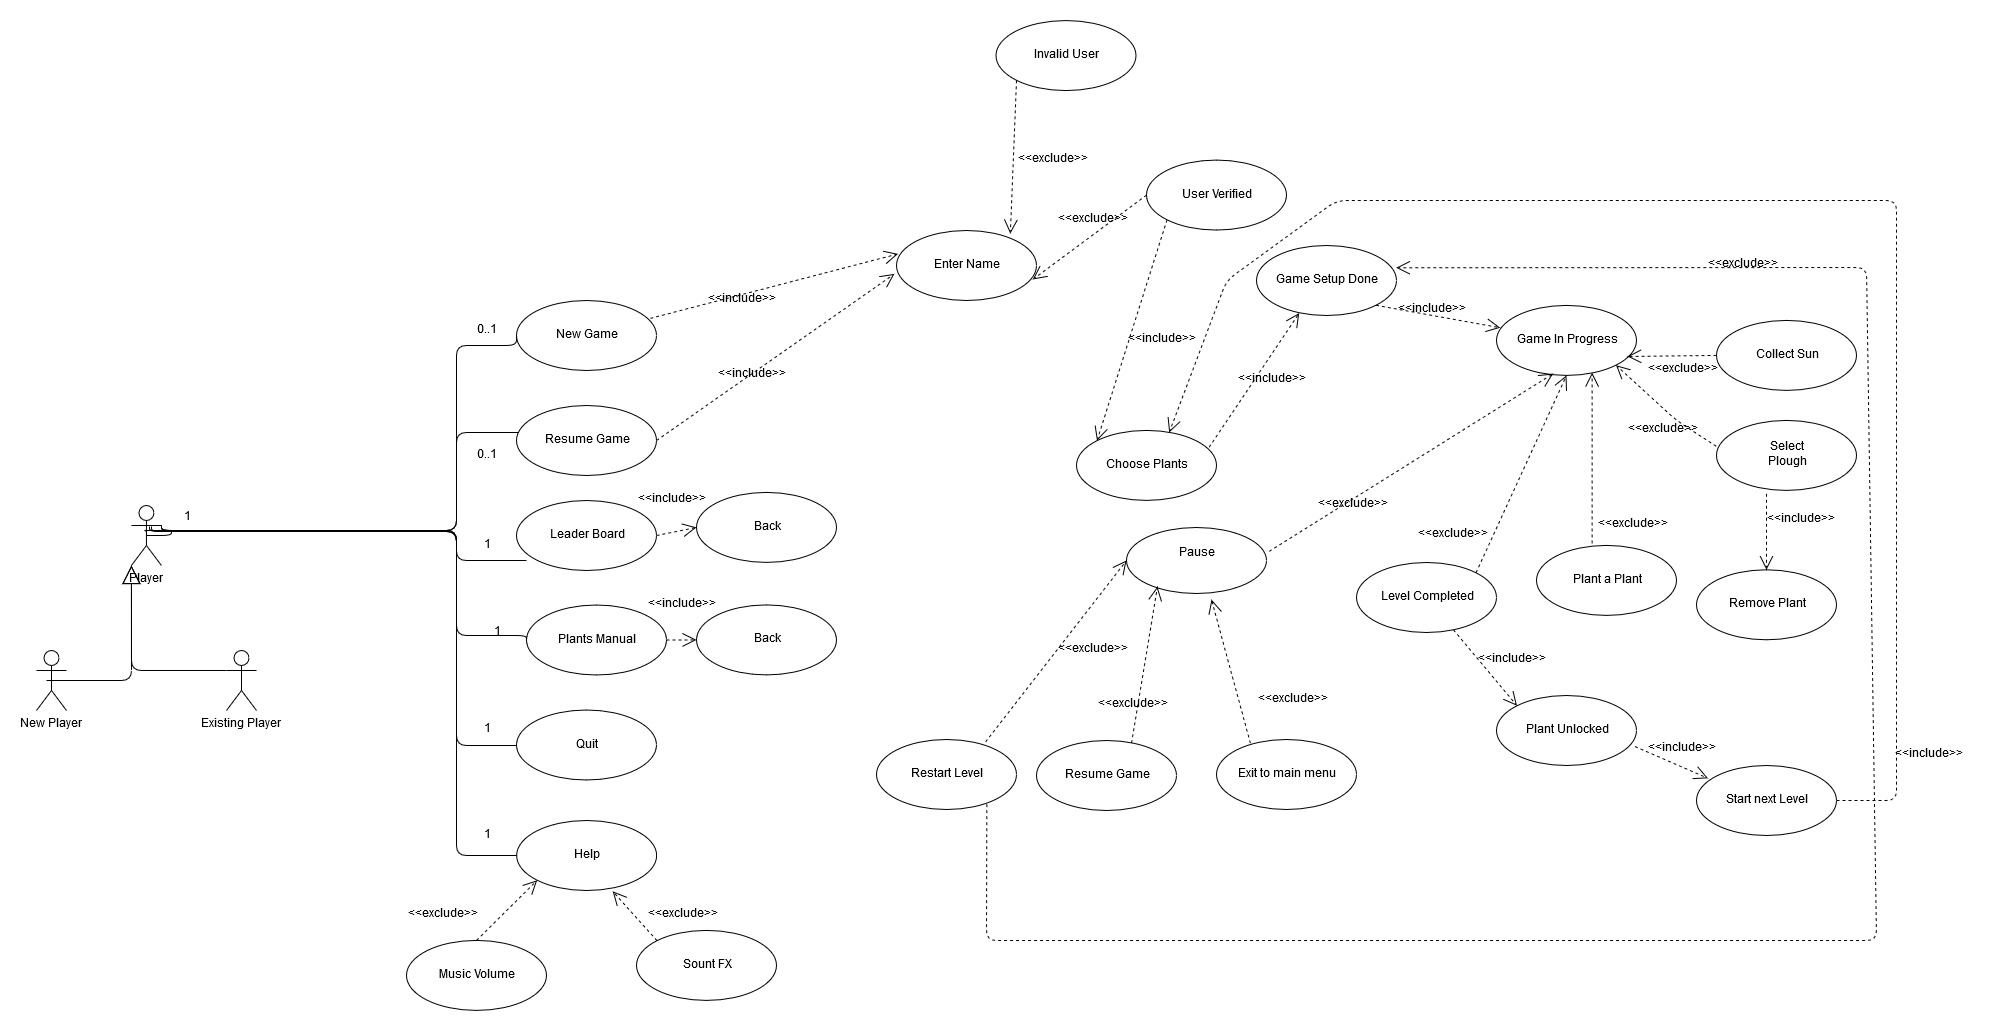 Invalid User
<<exclude>>
User Verified
<<exclude>>
Enter Name
<<exclude>>
Game Setup Done
<<include>>
<<include>>
Game In Progress
New Game
0..1
<<include>>
Collect Sun
<<exclude>>
<<include>>
<<include>>
Resume Game
0..1
<<exclude>>
Select
Plough
Choose Plants
<<include>>
<<exclude>>
1
<<include>>
<<exclude>>
<<exclude>>
Leader Board
Back
1
Pause
Player
Plant a Plant
Level Completed
Remove Plant
<<include>>
1
Plants Manual
Back
<<exclude>>
<<include>>
<<exclude>>
<<exclude>>
New Player
Existing Player
1
Quit
Plant Unlocked
<<include>>
<<include>>
Restart Level
Resume Game
Exit to main menu
Start next Level
1
Help
<<exclude>>
<<exclude>>
Music Volume
Sount FX